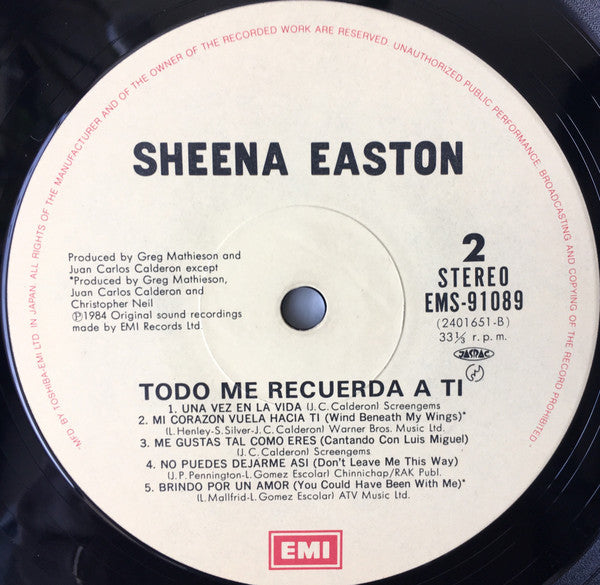 MFD BY TOSHIBA-EMI LTD. IN JAPAN. ALL RIGHTS OF THE MANUFACTURER AND OF THE OWNER OF THE RECORDED WORK ARE RESERVED. UNAUTHORIZED PUBLIC PERFORMANCE, BROADCASTING AND COPYING OF THE RECORD PROHIBITED.
SHEENA EASTON
Produced by Greg Mathieson and
Juan Carlos Calderon except
*Produced by Greg Mathieson,
Juan Carlos Calderon and
Christopher Neil
℗1984 Original sound recordings
made by EMI Records Ltd.
2
STEREO
EMS-91089
(2401651-B)
33⅓ r.p.m.
JASRAC
TODO ME RECUERDA A TI
1. UNA VEZ EN LA VIDA (J.C. Calderon) Screengems
2. MI CORAZON VUELA HACIA TI (Wind Beneath My Wings)*
(L.Henley-S.Silver-J.C. Calderon) Warner Bros. Music Ltd.
3. ME GUSTAS TAL COMO ERES (Cantando Con Luis Miguel)
(J.C. Calderon) Screengems
4. NO PUEDES DEJARME ASI (Don't Leave Me This Way)
(J.P. Pennington-L. Gomez Escolar) Chinnichap/RAK Publ.
5. BRINDO POR UN AMOR (You Could Have Been With Me)*
(L. Mallfrid-L. Gomez Escolar) ATV Music Ltd.
EMI